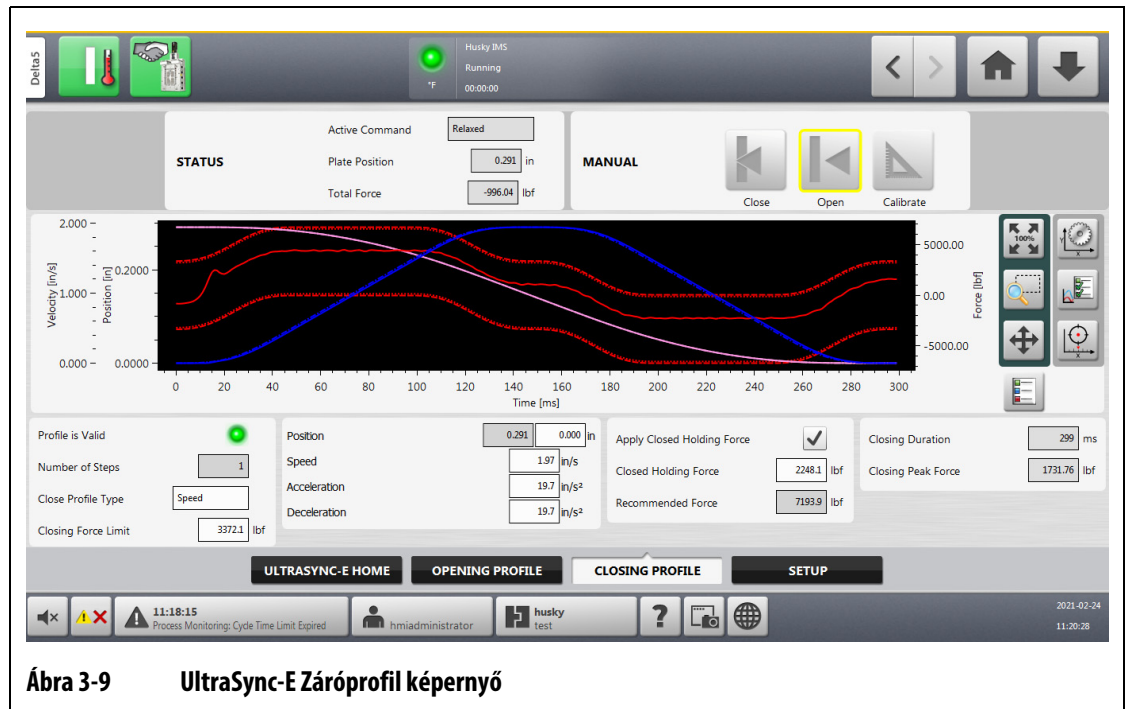 Delta5
Husky IMS
Running
°F 00:00:00
STATUS
Active Command Relaxed
Plate Position 0.291 in
Total Force -996.04 lbf
MANUAL
Close Open Calibrate
Velocity [in/s]
2.000
1.000
0.000
Position [in]
0.2000
0.0000
5000.00
0.00
-5000.00
Force [lbf]
0 20 40 60 80 100 120 140 160 180 200 220 240 260 280 300
Time [ms]
100%
Y
X
X
Profile is Valid
Number of Steps 1
Close Profile Type Speed
Closing Force Limit 3372.1 lbf
Position 0.291 0.000 in
Speed 1.97 in/s
Acceleration 19.7 in/s²
Deceleration 19.7 in/s²
Apply Closed Holding Force
Closed Holding Force 2248.1 lbf
Recommended Force 7193.9 lbf
Closing Duration 299 ms
Closing Peak Force 1731.76 lbf
ULTRASYNC-E HOME OPENING PROFILE CLOSING PROFILE SETUP
11:18:15
Process Monitoring: Cycle Time Limit Expired
hmiadministrator
husky
test
?
2021-02-24
11:20:28
Ábra 3-9 UltraSync-E Záróprofil képernyő